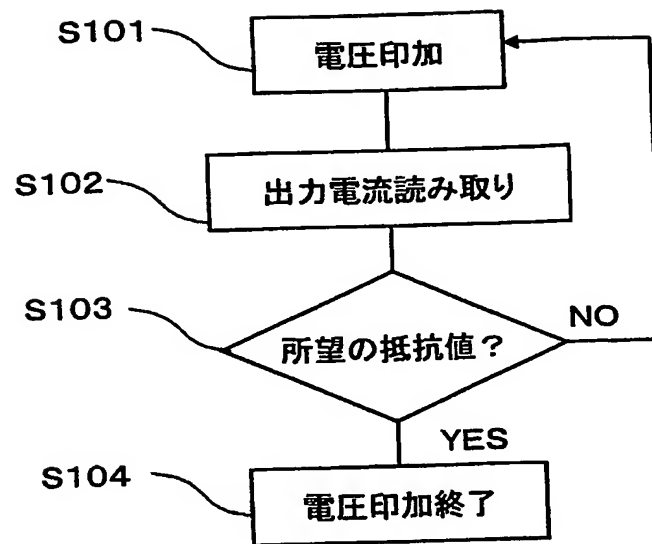 S101
電圧印加
S102
出力電流読み取り
S103
所望の抵抗値？
NO
YES
S104
電圧印加終了